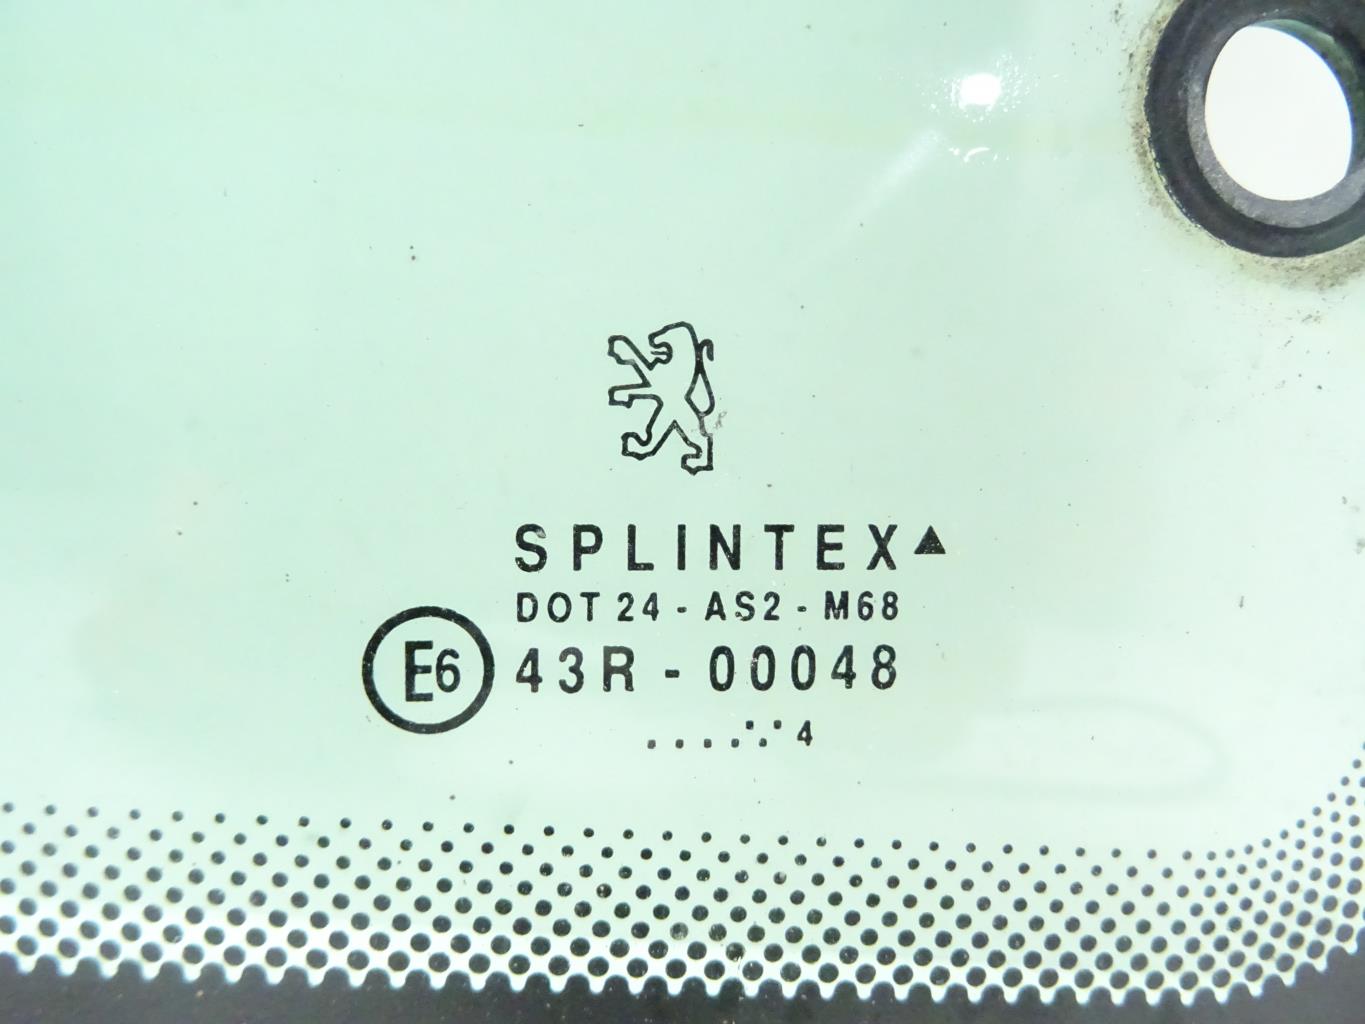 SPLINTEX▲
DOT 24 - AS2 - M68
E6 43R - 00048
....∵.˙ 4